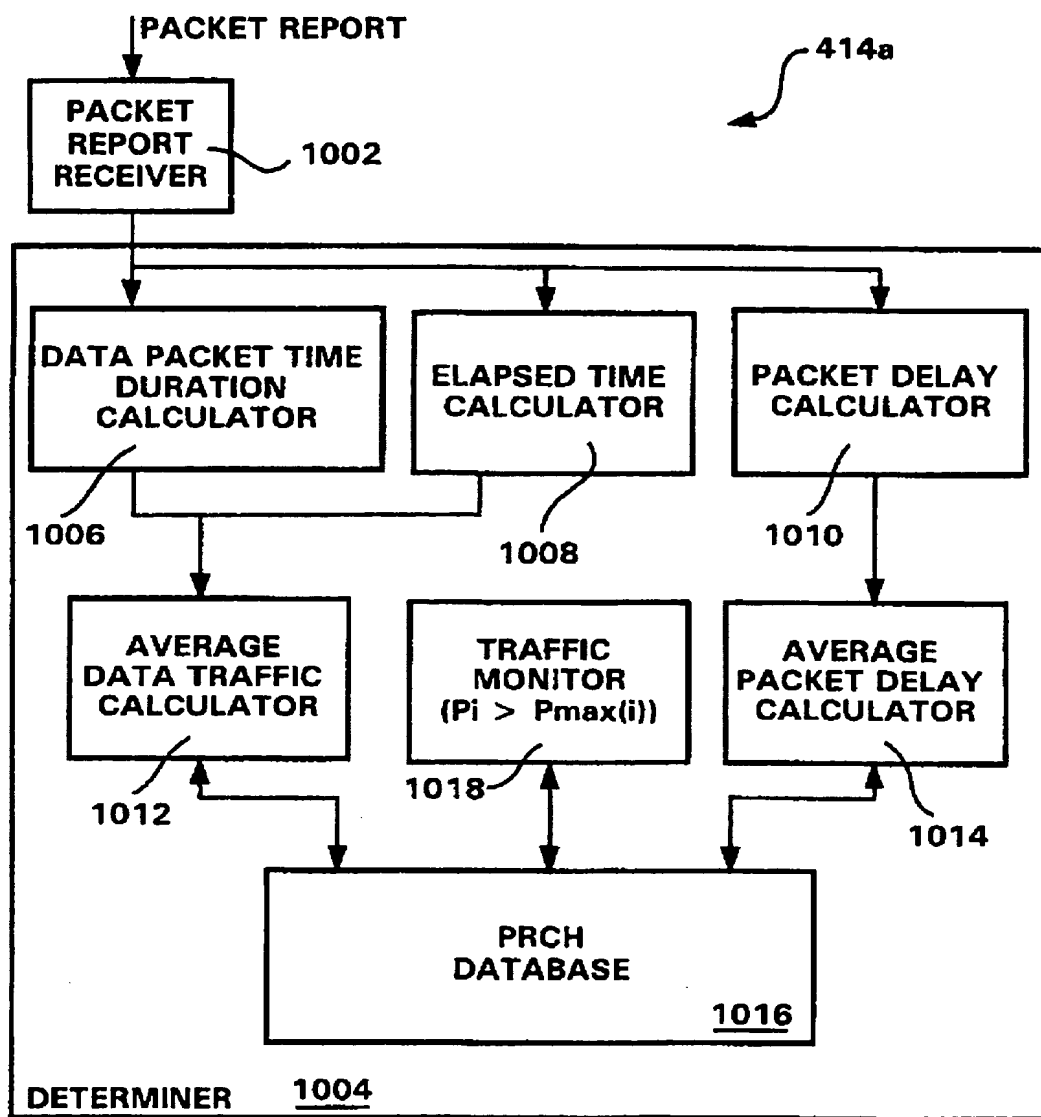 PACKET REPORT
414a
PACKET
REPORT
RECEIVER
1002
DATA PACKET TIME
DURATION
CALCULATOR
ELAPSED TIME
CALCULATOR
PACKET DELAY
CALCULATOR
1006
1008
1010
AVERAGE
DATA TRAFFIC
CALCULATOR
TRAFFIC
MONITOR
(Pi > Pmax(i))
AVERAGE
PACKET DELAY
CALCULATOR
1012
1018
1014
PRCH
DATABASE
1016
DETERMINER 1004